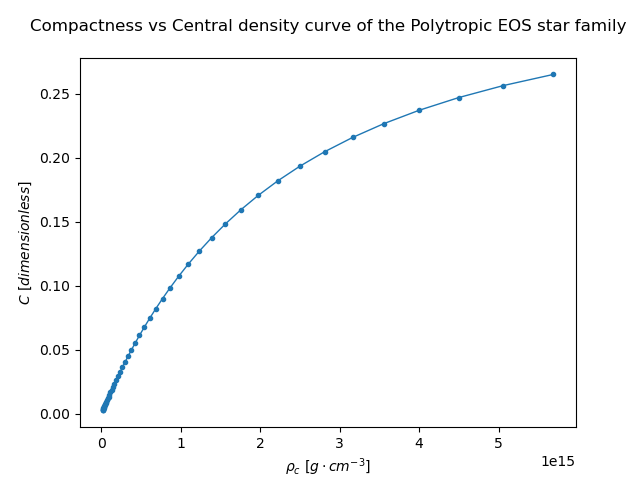 Compactness vs Central density curve of the Polytropic EOS star family
0.25
0.20
0.15
0.10
0.05
0.00
C [dimensionless]
0 1 2 3 4 5
1e15
ρc [g · cm⁻³]